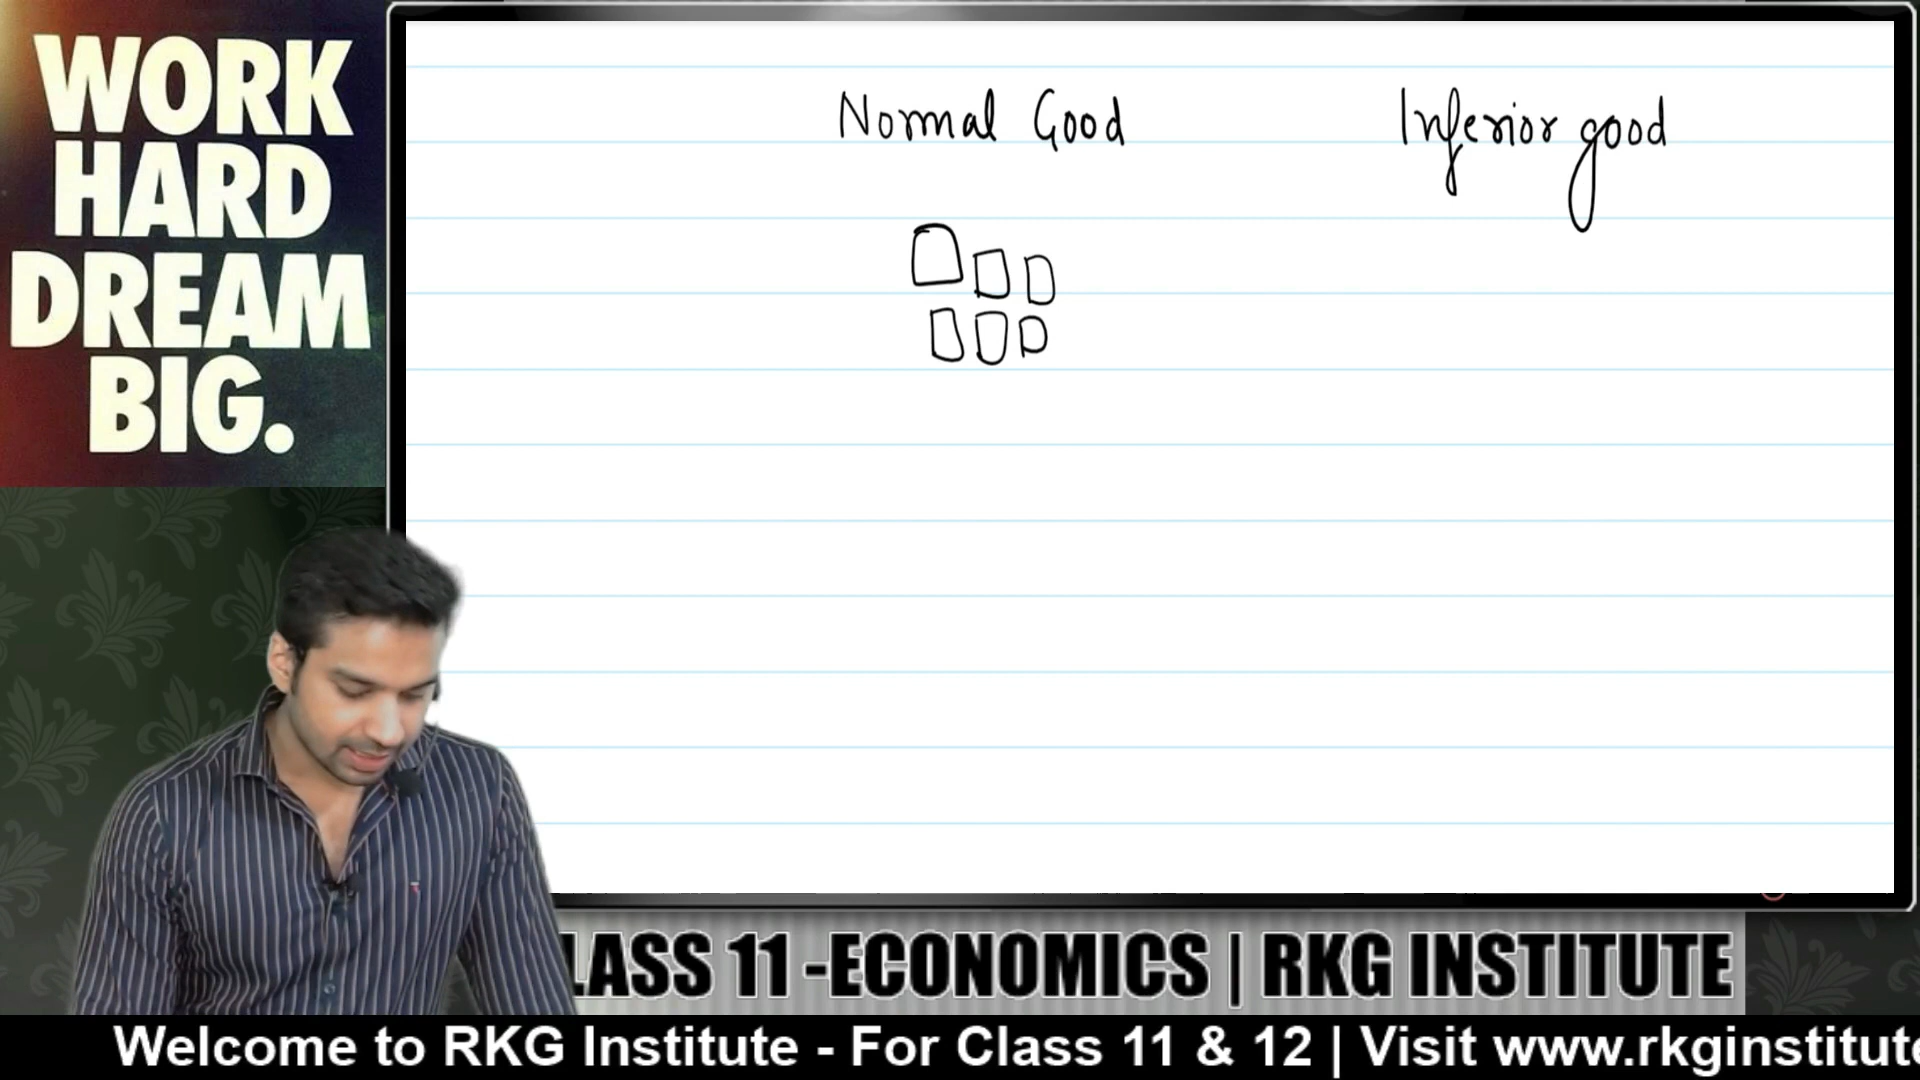 WORK
HARD
DREAM
BIG.
Normal Good
Inferior good
LASS 11 -ECONOMICS | RKG INSTITUTE
Welcome to RKG Institute - For Class 11 & 12 | Visit www.rkginstitute